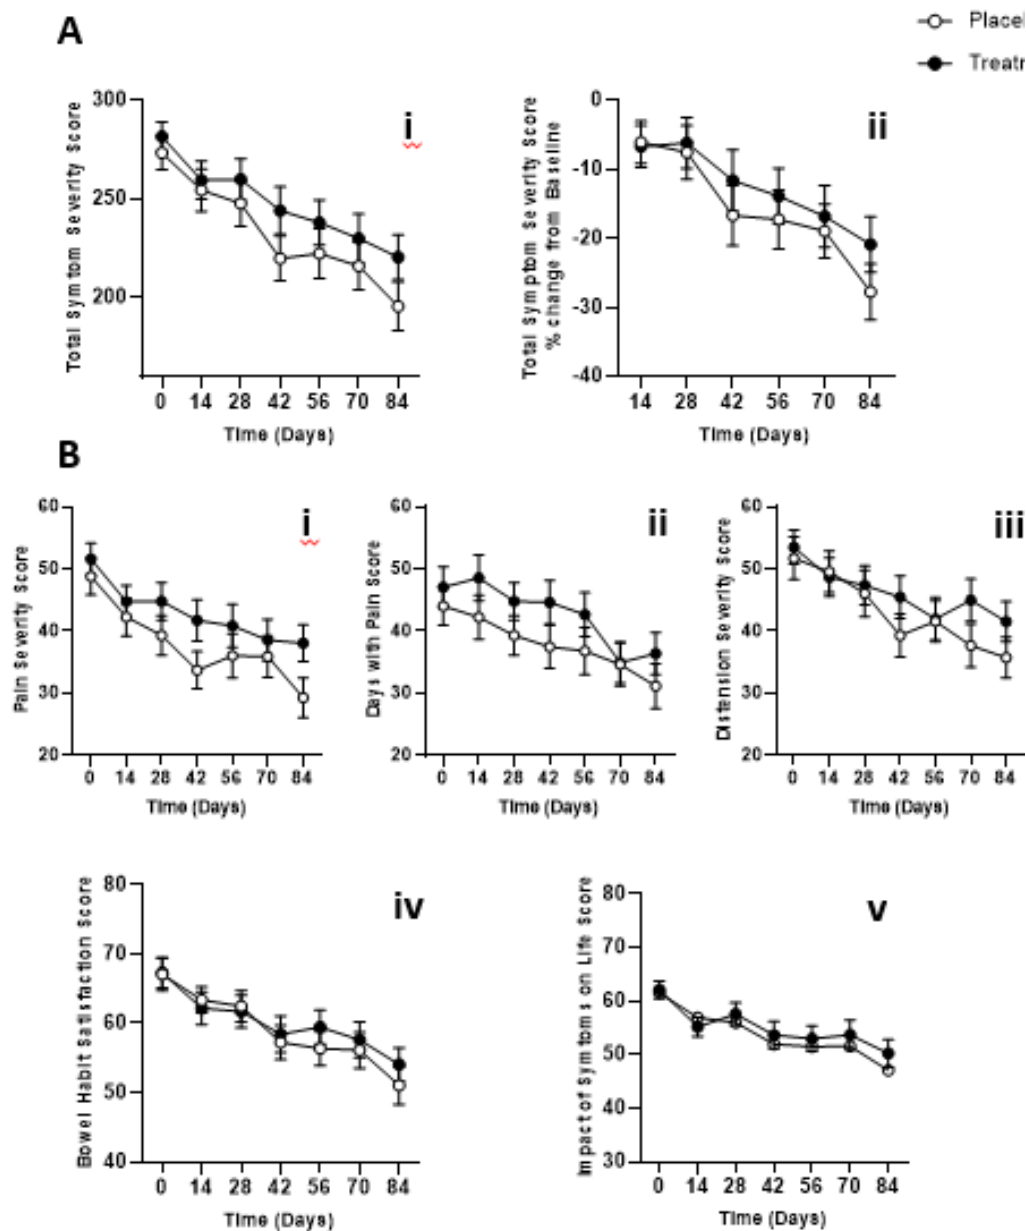 A
Place
Treatr
i
300
250
200
Total Symptom Severity score
0 14 28 42 56 70 84
Time (Days)
ii
0
-10
-20
-30
-40
Total Symptom Severity score
% change from Baseline
14 28 42 56 70 84
Time (Days)
B
i
60
50
40
30
20
Pain Severity score
0 14 28 42 56 70 84
Time (Days)
ii
60
50
40
30
20
Days with Pain score
0 14 28 42 56 70 84
Time (Days)
iii
60
50
40
30
20
Distension Severity score
0 14 28 42 56 70 84
Time (Days)
iv
80
70
60
50
40
Bowel Habit Satisfaction score
0 14 28 42 56 70 84
Time (Days)
v
80
70
60
50
40
30
Impact of Symptoms on Life score
0 14 28 42 56 70 84
Time (Days)